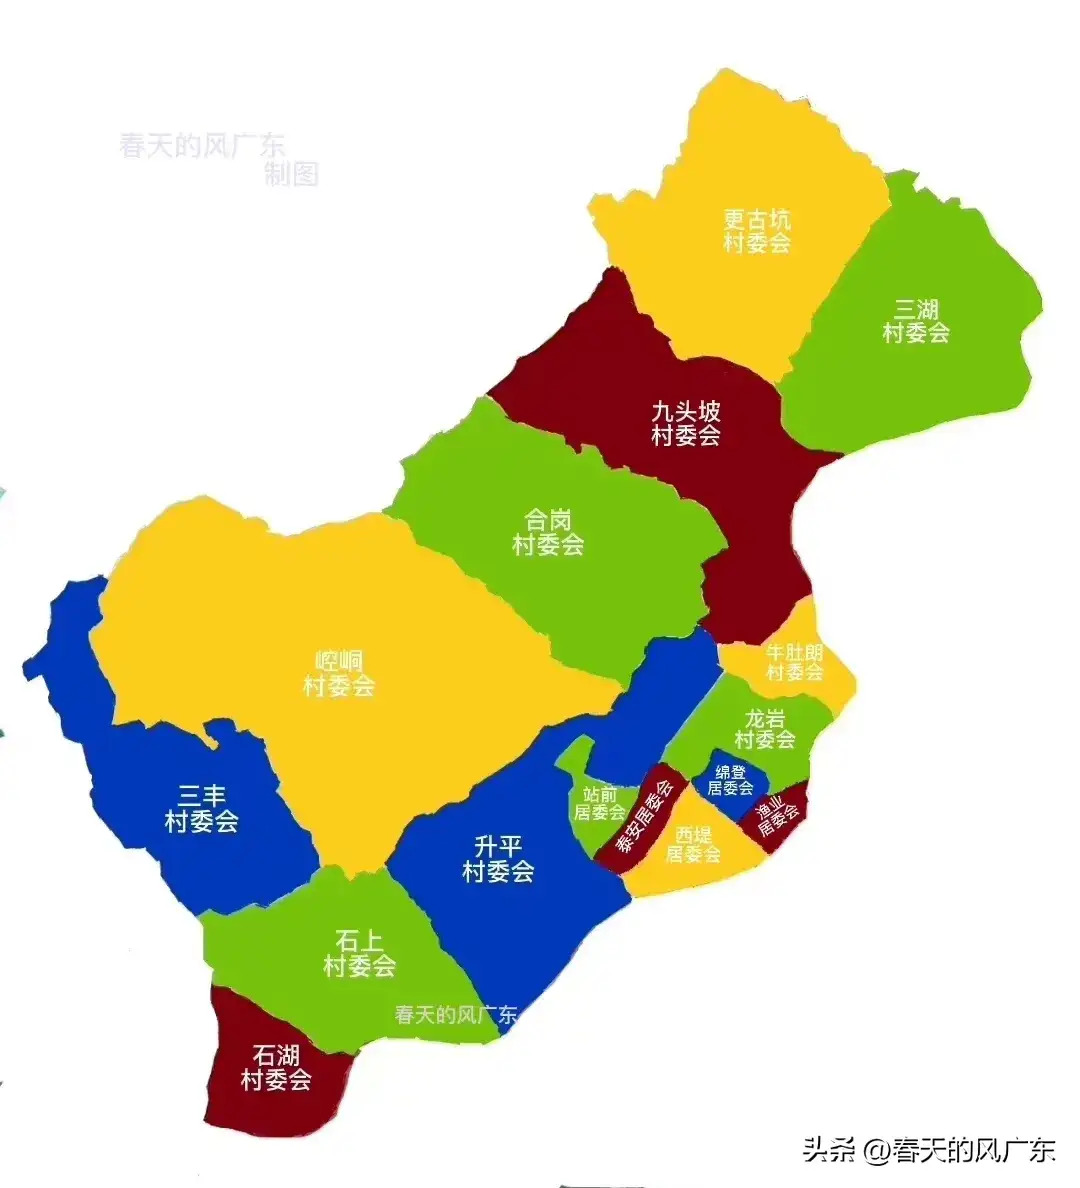 春天的风广东
制图
更古坑
村委会
三湖
村委会
九头坡
村委会
合岗
村委会
崆峒
村委会
牛肚朗
村委会
龙岩
村委会
绵登
居委会
站前
居委会
泰安居委会
渔业
居委会
西堤
居委会
三丰
村委会
升平
村委会
石上
村委会
春天的风广东
石湖
村委会
头条 @春天的风广东